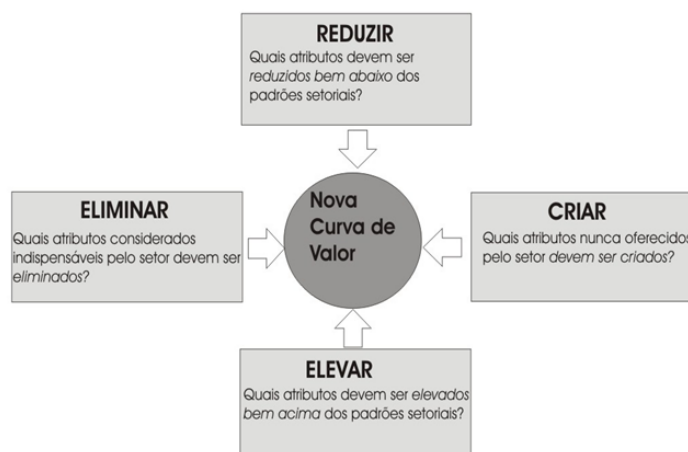 REDUZIR
Quais atributos devem ser
reduzidos bem abaixo dos
padrões setoriais?
ELIMINAR
Quais atributos considerados
indispensáveis pelo setor devem ser
eliminados?
Nova
Curva de
Valor
CRIAR
Quais atributos nunca oferecidos
pelo setor devem ser criados?
ELEVAR
Quais atributos devem ser elevados
bem acima dos padrões setoriais?